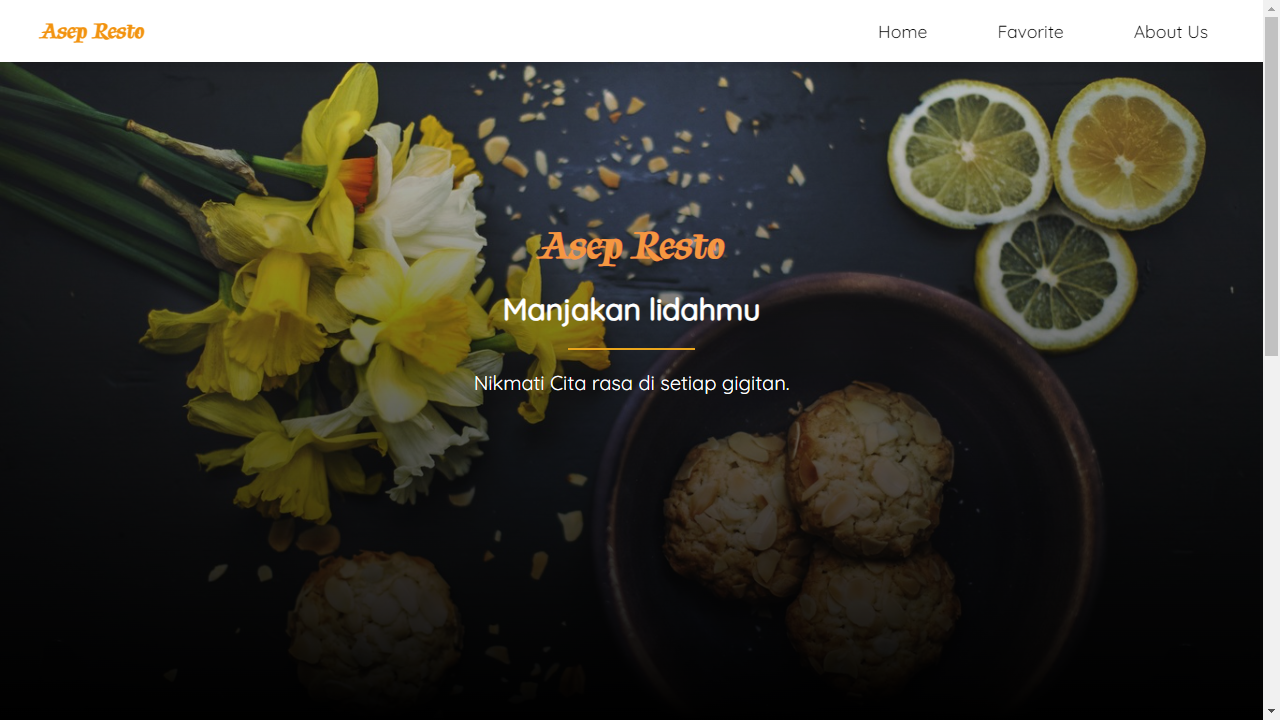 Asep Resto
Home
Favorite
About Us
Asep Resto
Manjakan lidahmu
Nikmati Cita rasa di setiap gigitan.